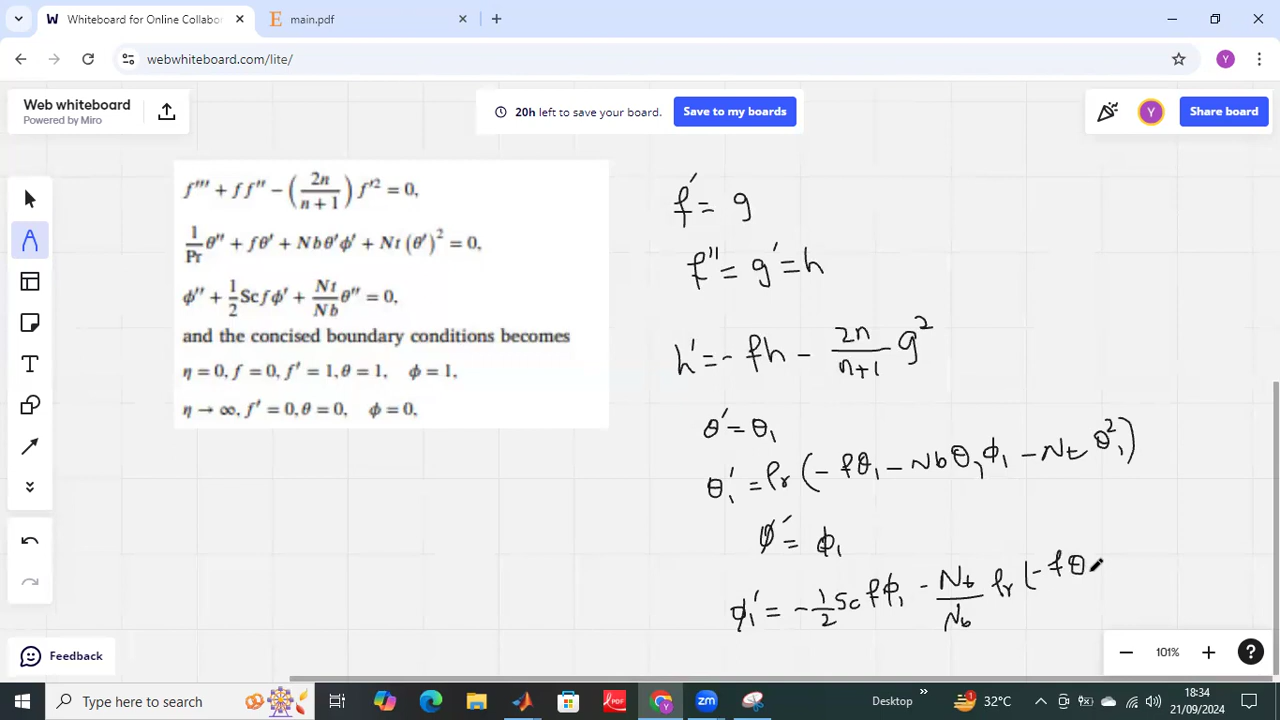 Whiteboard for Online Collabor
main.pdf
webwhiteboard.com/lite/
Y
Web whiteboard
Powered by Miro
20h left to save your board.
Save to my boards
Y
Share board
f''' + f f'' − (2n/(n+1)) f'² = 0,
1/Pr θ'' + fθ' + Nbθ'ϕ' + Nt(θ')² = 0,
ϕ'' + 1/2 Scfϕ' + Nt/Nb θ'' = 0,
and the concised boundary conditions becomes
η = 0, f = 0, f' = 1, θ = 1, ϕ = 1,
η → ∞, f' = 0, θ = 0, ϕ = 0,
f' = g
f'' = g' = h
h' = - fh - 2n/(n+1) g²
θ' = θ₁
θ₁' = Pr (- fθ₁ - Nbθ₁ϕ₁ - Nt θ₁²)
ϕ' = ϕ₁
ϕ₁' = - 1/2 Sc fϕ₁ - Nt/Nb Pr (- fθ
Feedback
101%
Type here to search
Desktop
32°C
18:34
21/09/2024